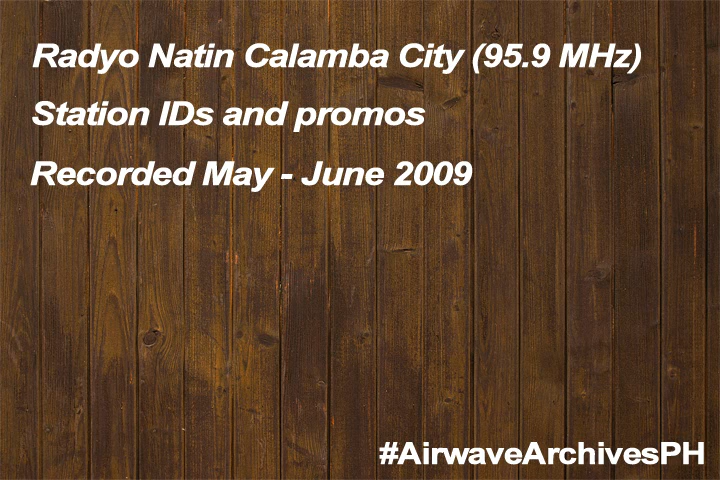 Radyo Natin Calamba City (95.9 MHz)
Station IDs and promos
Recorded May - June 2009
#AirwaveArchivesPH